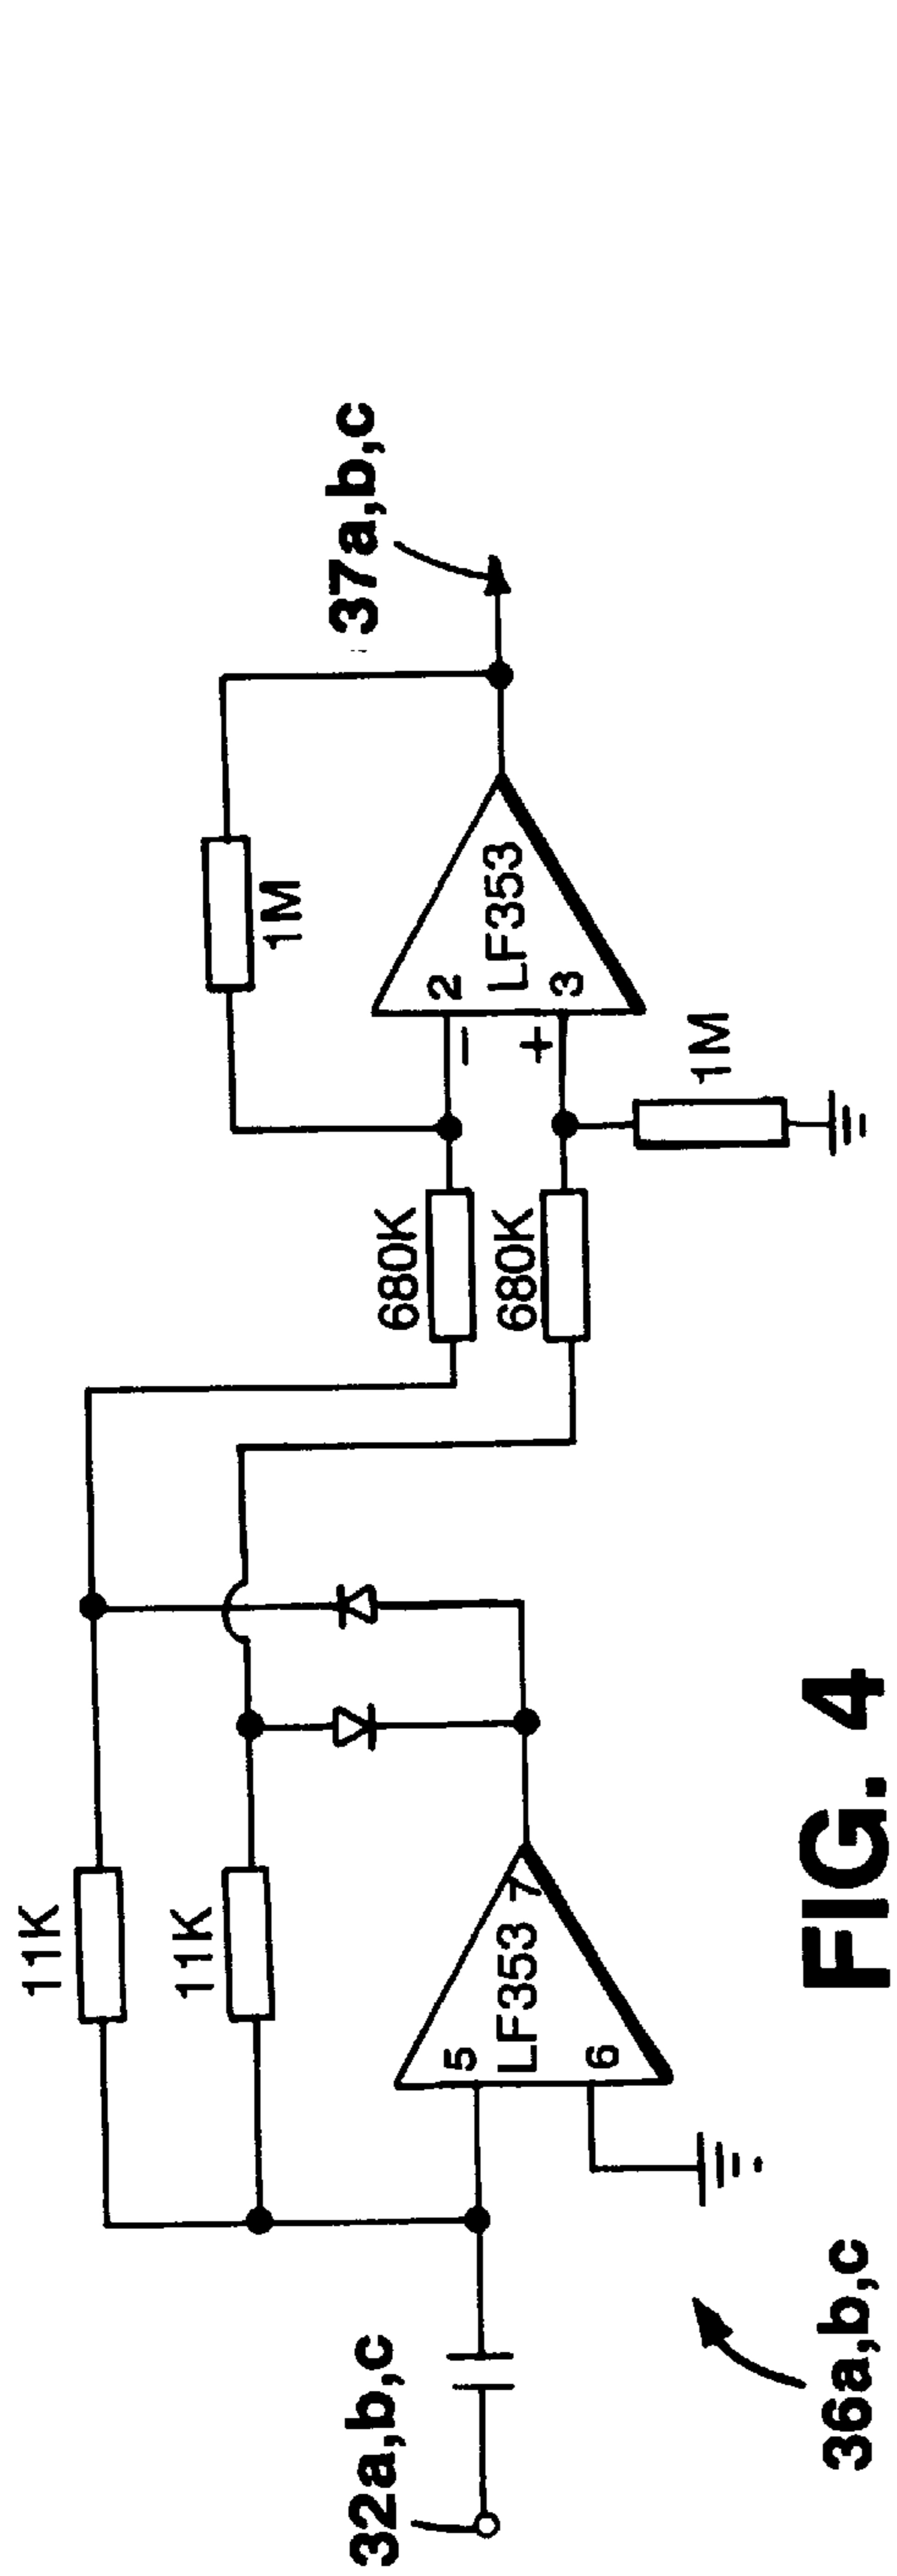 11K
11K
32a,b,c
5
LF353
7
6
36a,b,c
680K
680K
1M
2
−
LF353
+
3
1M
37a,b,c
FIG. 4